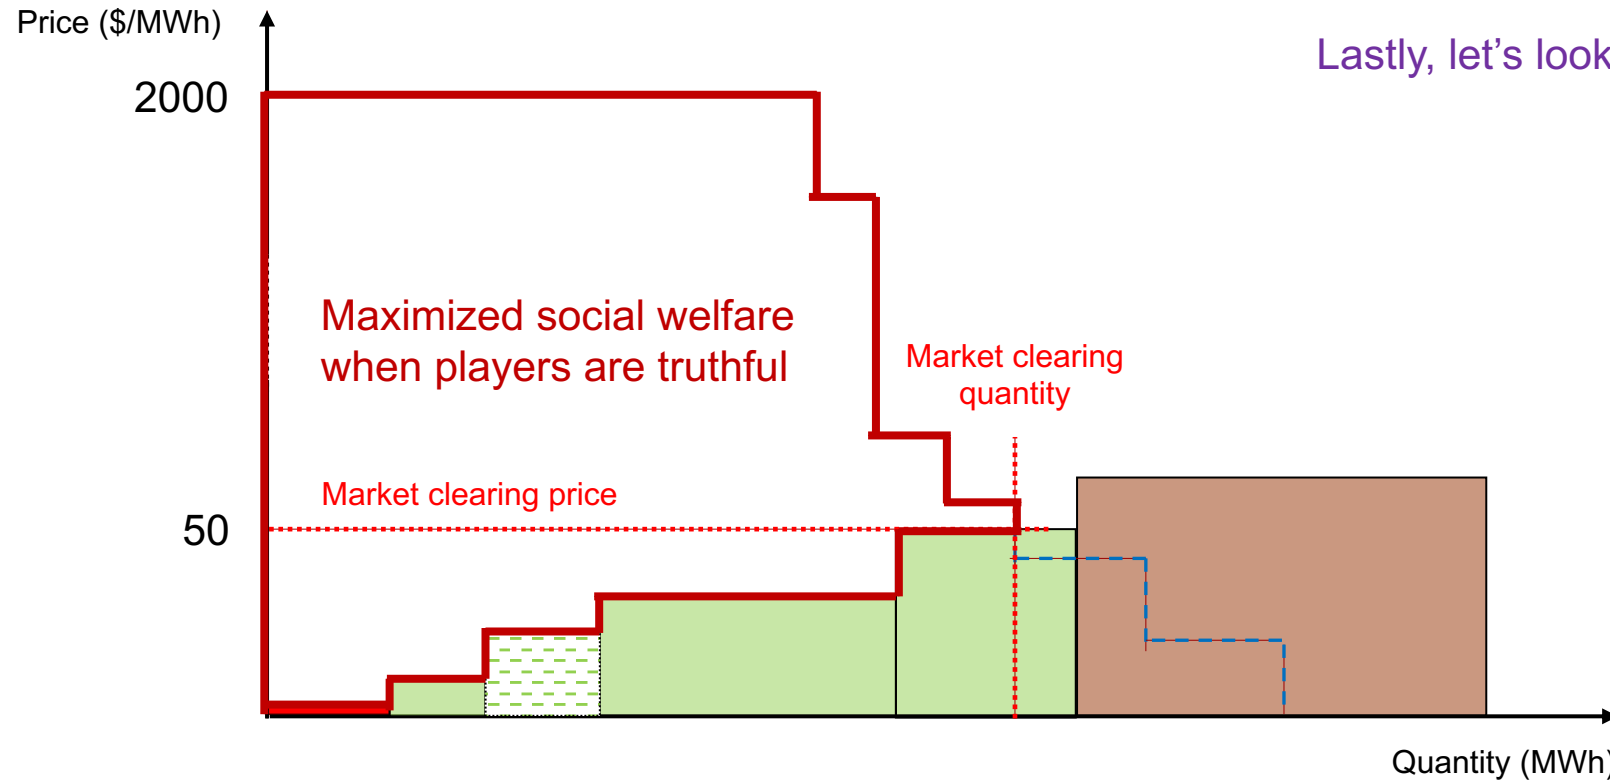 Price ($/MWh)
Lastly, let’s look
2000
Maximized social welfare
when players are truthful
Market clearing
quantity
Market clearing price
50
Quantity (MWh)